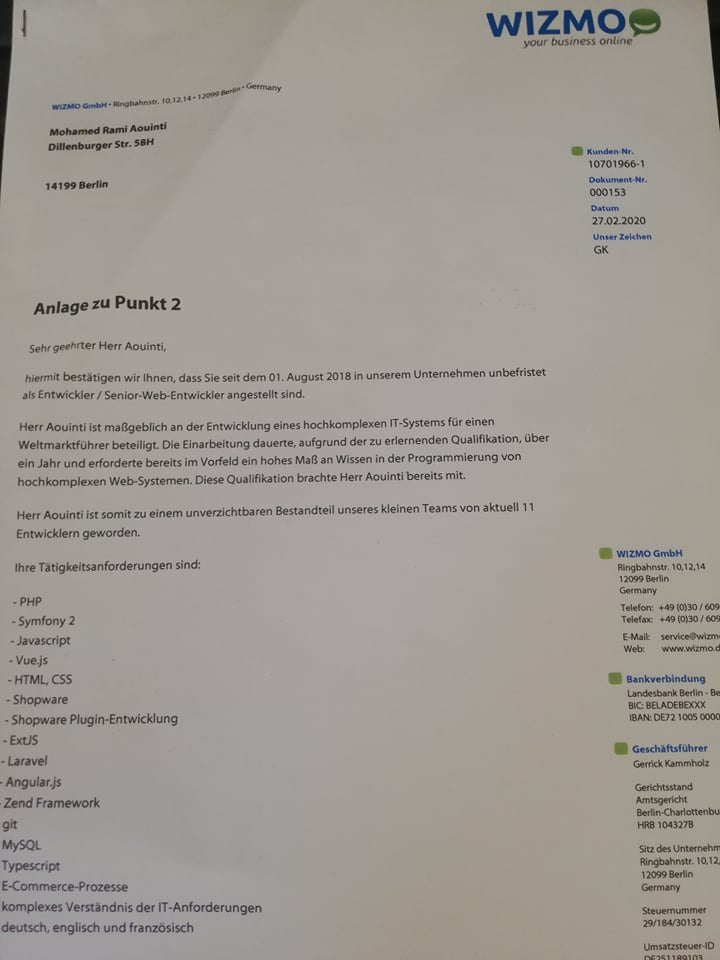 WIZMO
your business online
WIZMO GmbH • Ringbahnstr. 10,12,14 • 12099 Berlin • Germany
Mohamed Rami Aouinti
Dillenburger Str. 58H
14199 Berlin
Kunden-Nr.
10701966-1
Dokument-Nr.
000153
Datum
27.02.2020
Unser Zeichen
GK
Anlage zu Punkt 2
Sehr geehrter Herr Aouinti,
hiermit bestätigen wir Ihnen, dass Sie seit dem 01. August 2018 in unserem Unternehmen unbefristet
als Entwickler / Senior-Web-Entwickler angestellt sind.
Herr Aouinti ist maßgeblich an der Entwicklung eines hochkomplexen IT-Systems für einen
Weltmarktführer beteiligt. Die Einarbeitung dauerte, aufgrund der zu erlernenden Qualifikation, über
ein Jahr und erforderte bereits im Vorfeld ein hohes Maß an Wissen in der Programmierung von
hochkomplexen Web-Systemen. Diese Qualifikation brachte Herr Aouinti bereits mit.
Herr Aouinti ist somit zu einem unverzichtbaren Bestandteil unseres kleinen Teams von aktuell 11
Entwicklern geworden.
Ihre Tätigkeitsanforderungen sind:
- PHP
- Symfony 2
- Javascript
- Vue.js
- HTML, CSS
- Shopware
- Shopware Plugin-Entwicklung
- ExtJS
- Laravel
- Angular.js
- Zend Framework
git
MySQL
Typescript
E-Commerce-Prozesse
komplexes Verständnis der IT-Anforderungen
deutsch, englisch und französisch
WIZMO GmbH
Ringbahnstr. 10,12,14
12099 Berlin
Germany
Telefon: +49 (0)30 / 609
Telefax: +49 (0)30 / 609
E-Mail: service@wizm
Web: www.wizmo.d
Bankverbindung
Landesbank Berlin - Be
BIC: BELADEBEXXX
IBAN: DE72 1005 0000
Geschäftsführer
Gerrick Kammholz
Gerichtsstand
Amtsgericht
Berlin-Charlottenbu
HRB 104327B
Sitz des Unternehm
Ringbahnstr. 10,12,
12099 Berlin
Germany
Steuernummer
29/184/30132
Umsatzsteuer-ID
DE251189103